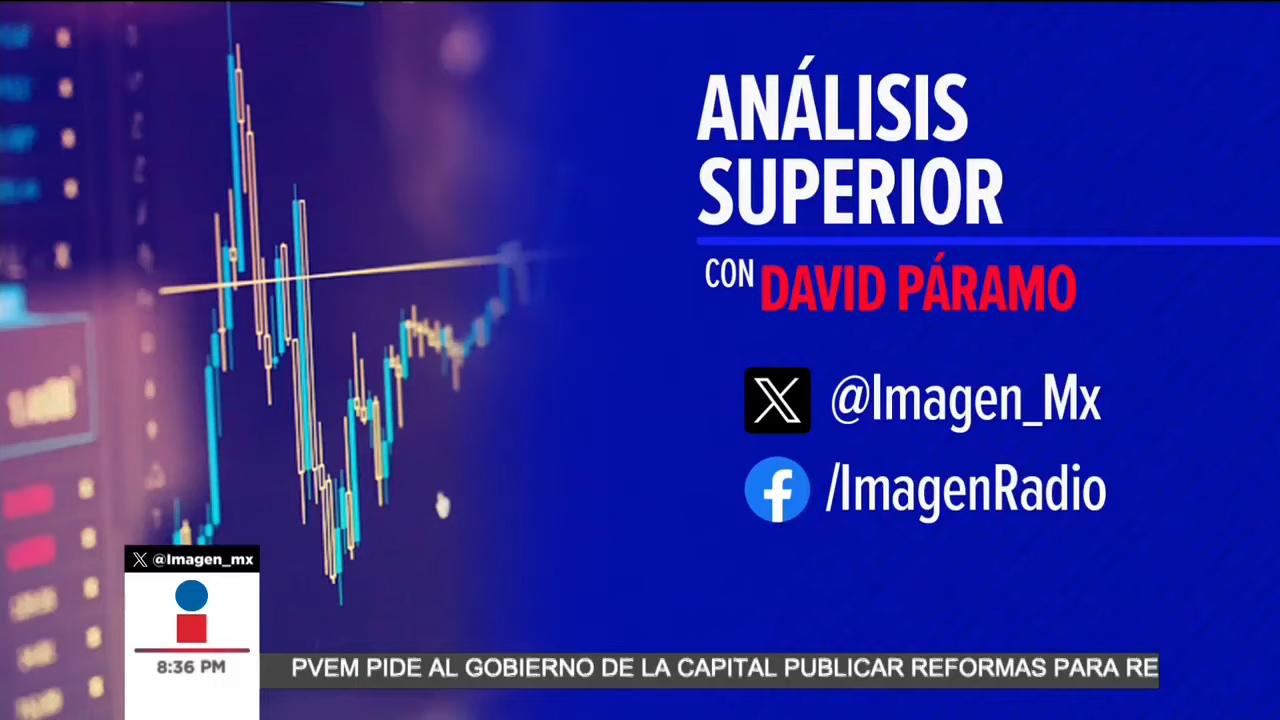 ANÁLISIS
SUPERIOR
CON DAVID PÁRAMO
@Imagen_Mx
/ImagenRadio
@Imagen_mx
8:36 PM
PVEM PIDE AL GOBIERNO DE LA CAPITAL PUBLICAR REFORMAS PARA RE